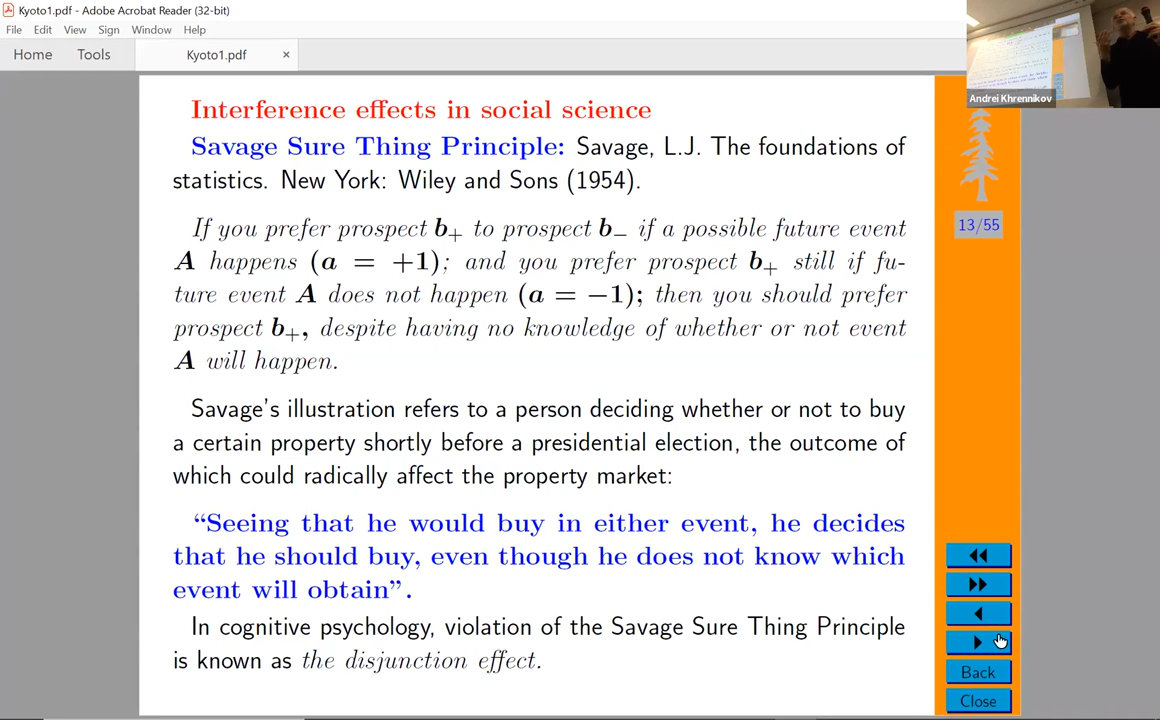 Kyoto1.pdf - Adobe Acrobat Reader (32-bit)
File Edit View Sign Window Help
Home Tools Kyoto1.pdf ×
Andrei Khrennikov
Interference effects in social science
Savage Sure Thing Principle: Savage, L.J. The foundations of
statistics. New York: Wiley and Sons (1954).
If you prefer prospect b₊ to prospect b₋ if a possible future event
A happens (a = +1); and you prefer prospect b₊ still if fu-
ture event A does not happen (a = −1); then you should prefer
prospect b₊, despite having no knowledge of whether or not event
A will happen.
Savage's illustration refers to a person deciding whether or not to buy
a certain property shortly before a presidential election, the outcome of
which could radically affect the property market:
“Seeing that he would buy in either event, he decides
that he should buy, even though he does not know which
event will obtain”.
In cognitive psychology, violation of the Savage Sure Thing Principle
is known as the disjunction effect.
13/55
Back
Close